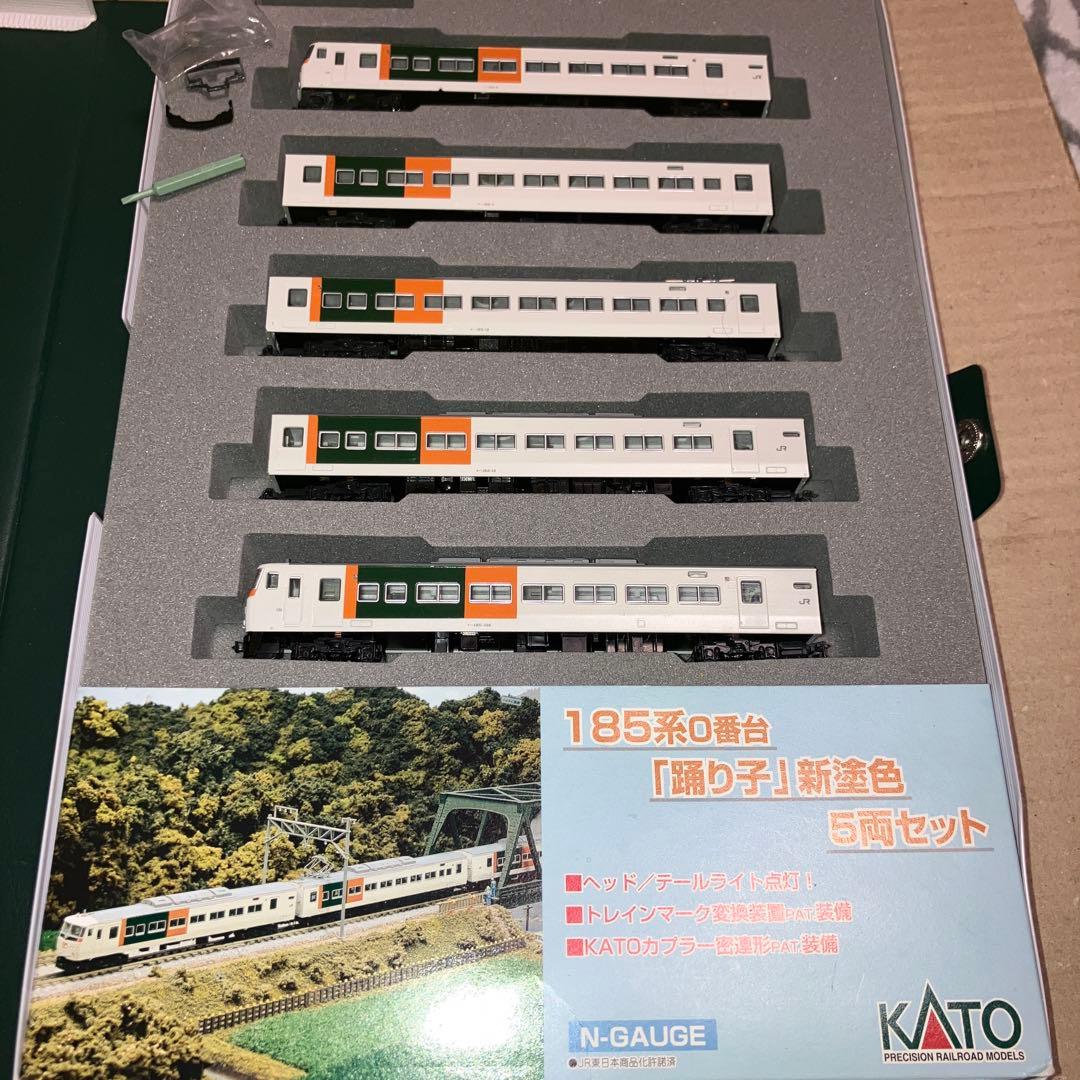 JR
JR
JR
185系0番台
「踊り子」新塗色
5両セット
■ヘッド/テールライト点灯!
■トレインマーク変換装置PAT.装備
■KATOカプラー密連形PAT.装備
N-GAUGE
●JR東日本商品化許諾済
KATO
PRECISION RAILROAD MODELS